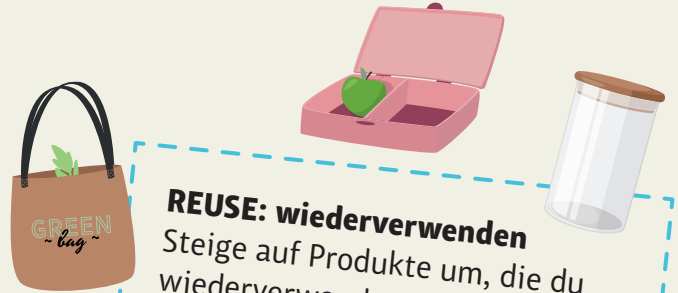 GREEN
~ bag ~
REUSE: wiederverwenden
Steige auf Produkte um, die du